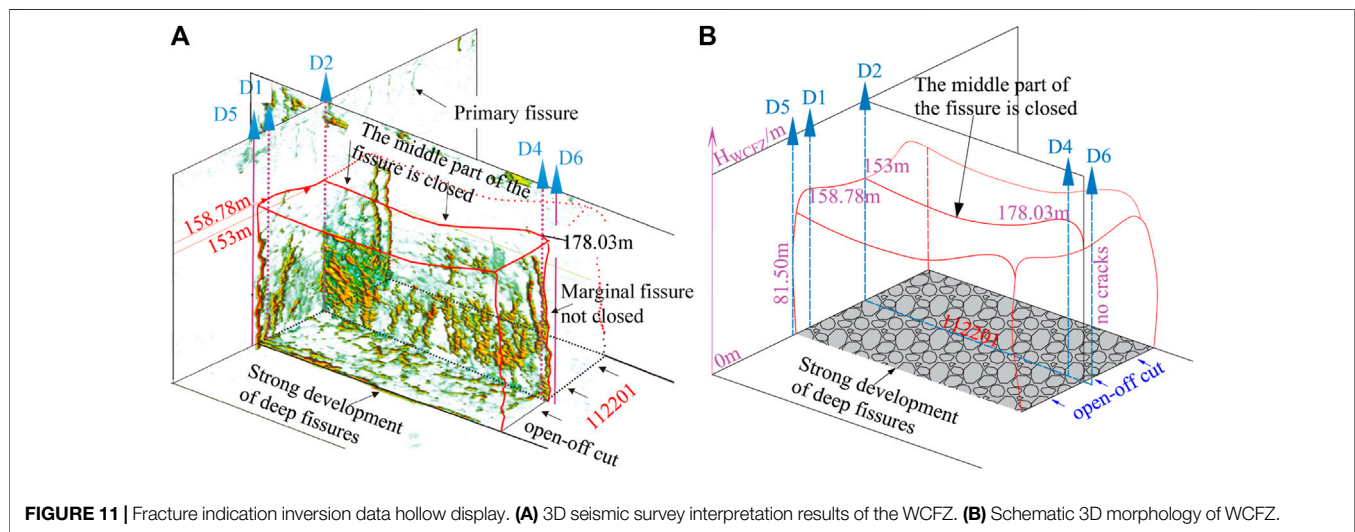 A
D2
D1
D5
Primary fissure
The middle part of the
fissure is closed
D4
D6
158.78m
153m
178.03m
Marginal fissure
not closed
Strong development
of deep fissures
112201
open-off cut
B
D2
The middle part of
the fissure is closed
D5
D1
D4
D6
H_WCFZ/m
153m
158.78m
178.03m
81.50m
no cracks
112201
0m
Strong development
of deep fissures
open-off cut
FIGURE 11 | Fracture indication inversion data hollow display. (A) 3D seismic survey interpretation results of the WCFZ. (B) Schematic 3D morphology of WCFZ.